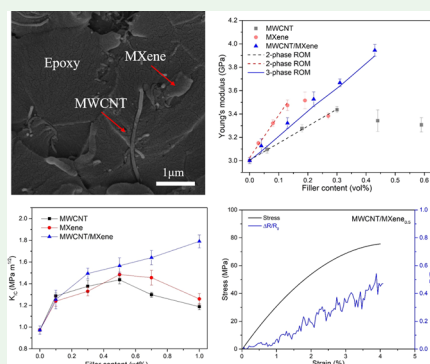 Epoxy
MXene
MWCNT
1μm
MWCNT
MXene
MWCNT/MXene
2-phase ROM
2-phase ROM
3-phase ROM
Young's modulus (GPa)
4.2
4.0
3.8
3.6
3.4
3.2
3.0
2.8
0.0 0.1 0.2 0.3 0.4 0.5 0.6
Filler content (vol%)
MWCNT
MXene
MWCNT/MXene
2.0
1.8
1.6
1.4
1.2
1.0
0.8
0.0 0.2 0.4 0.6 0.8 1.0
Stress
ΔR/R₀
MWCNT/MXene₀.₅
Stress (MPa)
100
80
60
40
20
0
1.0
0.8
0.6
0.4
0.2
0.0
0 1 2 3 4 5
Strain (%)